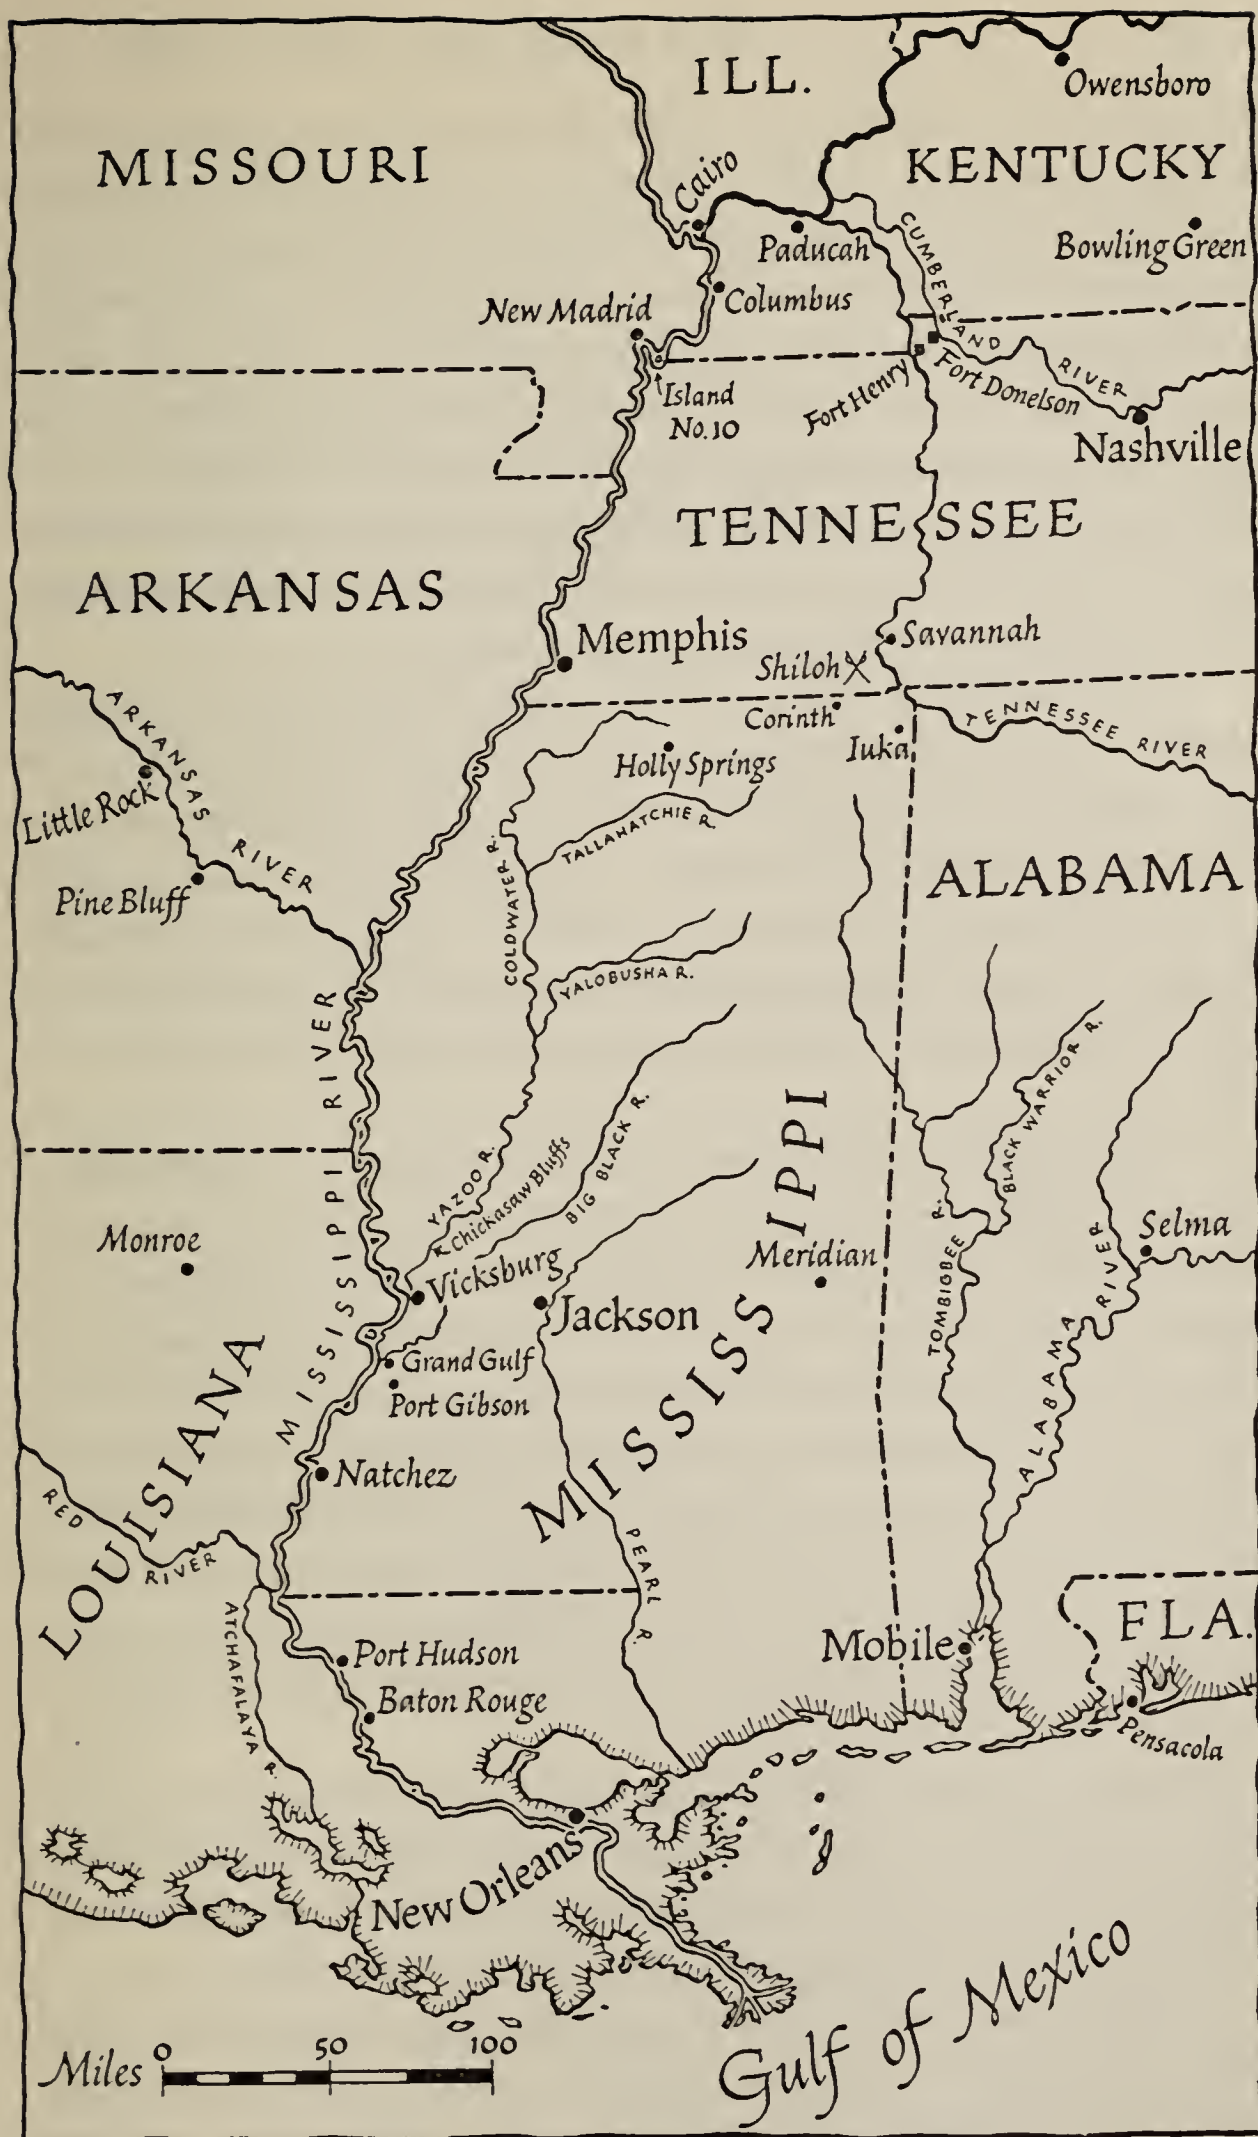 ILL.
Owensboro
MISSOURI
KENTUCKY
Cairo
CUMBERLAND RIVER
Paducah
Bowling Green
New Madrid
Columbus
Island
No. 10
Fort Henry
Fort Donelson
Nashville
TENNESSEE
ARKANSAS
Memphis
Savannah
Shiloh
Corinth
Iuka
TENNESSEE RIVER
ARKANSAS RIVER
Holly Springs
Little Rock
TALLAHATCHIE R.
COLDWATER R.
Pine Bluff
ALABAMA
YALOBUSHA R.
MISSISSIPPI RIVER
BLACK WARRIOR R.
BIG BLACK R.
YAZOO R.
Chickasaw Bluffs
MISSISSIPPI
Monroe
Vicksburg
Meridian
Selma
TOMBIGBEE R.
ALABAMA RIVER
Jackson
Grand Gulf
Port Gibson
LOUISIANA
Natchez
RED RIVER
PEARL R.
ATCHAFALAYA R.
FLA.
Port Hudson
Mobile
Baton Rouge
Pensacola
New Orleans
Gulf of Mexico
Miles 0 50 100